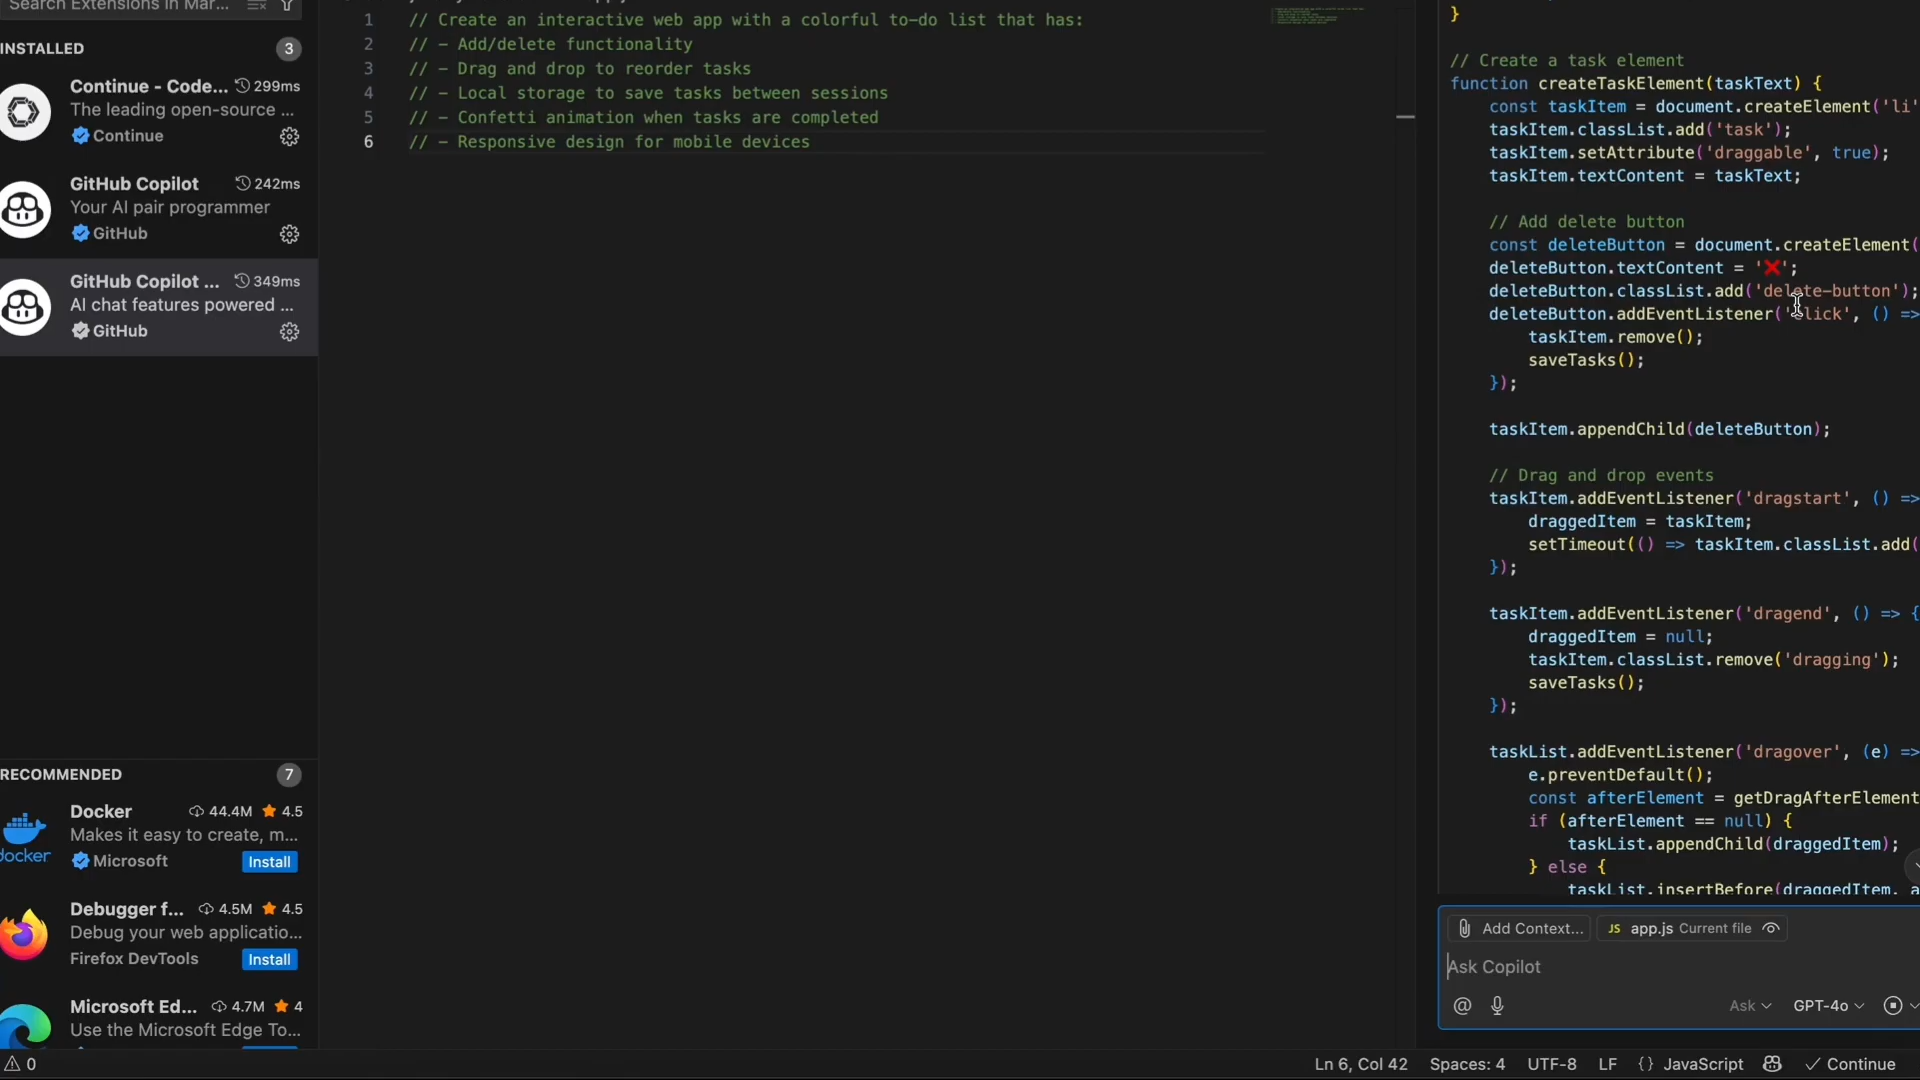 Search Extensions in Mar...
INSTALLED
3
Continue - Code... 299ms
The leading open-source ...
Continue
GitHub Copilot 242ms
Your AI pair programmer
GitHub
GitHub Copilot ... 349ms
AI chat features powered ...
GitHub
RECOMMENDED
7
Docker 44.4M 4.5
Makes it easy to create, m...
docker
Microsoft Install
Debugger f... 4.5M 4.5
Debug your web applicatio...
Firefox DevTools Install
Microsoft Ed... 4.7M 4
Use the Microsoft Edge To...
1 // Create an interactive web app with a colorful to-do list that has:
2 // - Add/delete functionality
3 // - Drag and drop to reorder tasks
4 // - Local storage to save tasks between sessions
5 // - Confetti animation when tasks are completed
6 // - Responsive design for mobile devices
}
// Create a task element
function createTaskElement(taskText) {
const taskItem = document.createElement('li'
taskItem.classList.add('task');
taskItem.setAttribute('draggable', true);
taskItem.textContent = taskText;
// Add delete button
const deleteButton = document.createElement(
deleteButton.textContent = '❌';
deleteButton.classList.add('delete-button');
deleteButton.addEventListener('click', () =>
taskItem.remove();
saveTasks();
});
taskItem.appendChild(deleteButton);
// Drag and drop events
taskItem.addEventListener('dragstart', () =>
draggedItem = taskItem;
setTimeout(() => taskItem.classList.add(
});
taskItem.addEventListener('dragend', () => {
draggedItem = null;
taskItem.classList.remove('dragging');
saveTasks();
});
taskList.addEventListener('dragover', (e) =>
e.preventDefault();
const afterElement = getDragAfterElement
if (afterElement == null) {
taskList.appendChild(draggedItem);
} else {
taskList.insertBefore(draggedItem, a
Add Context... JS app.js Current file
Ask Copilot
@ Ask GPT-4o
0
Ln 6, Col 42 Spaces: 4 UTF-8 LF {} JavaScript ✓ Continue